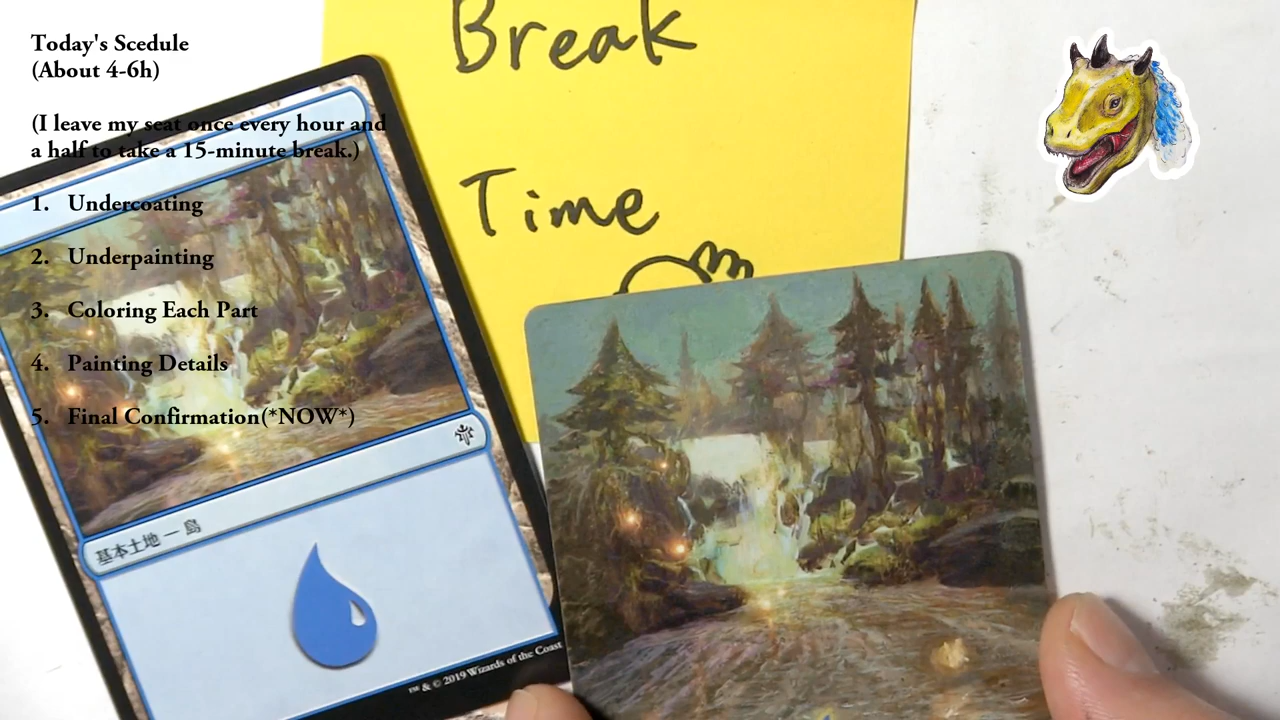 Today's Scedule
(About 4-6h)
(I leave my seat once every hour and
a half to take a 15-minute break.)
1. Undercoating
2. Underpainting
3. Coloring Each Part
4. Painting Details
5. Final Confirmation(*NOW*)
Break
Time
基本土地 — 島
™ & © 2019 Wizards of the Coast